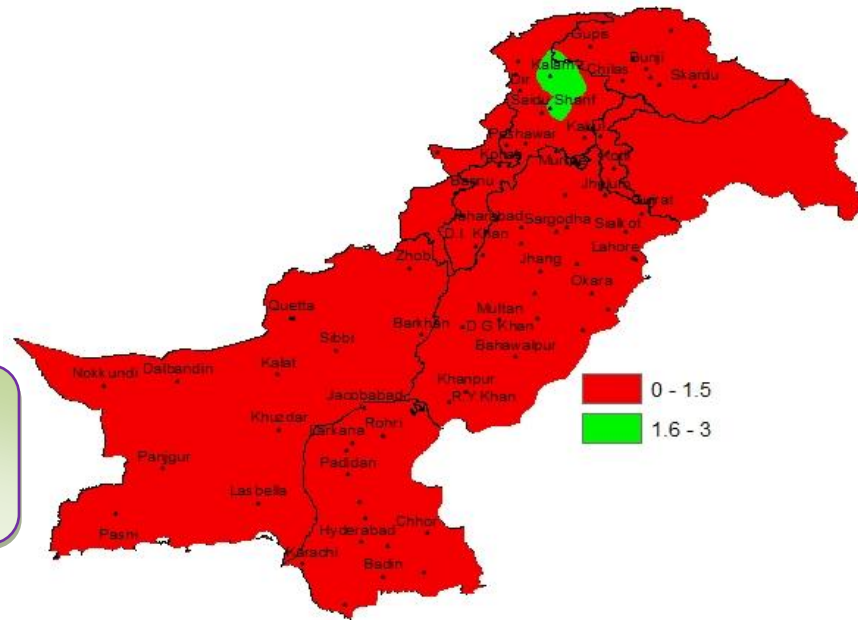 Gupis
Kalam
Bunji
Dir
Chilas
Skardu
Saidu Sharif
Peshawar
Kakul
Kohat
Murree
Kotli
Bannu
Jhelum
Gujrat
Sargodha
Sialkot
D.I. Khan
Lahore
Zhob
Jhang
Okara
Quetta
Multan
Barkhan
D G Khan
Sibbi
Bahawalpur
Nokkundi
Dalbandin
Kalat
Khanpur
0 - 1.5
Jacobabad
R Y Khan
Khuzdar
Rohri
1.6 - 3
Larkana
Panjgur
Padidan
Lasbella
Pasni
Hyderabad
Chhor
Karachi
Badin